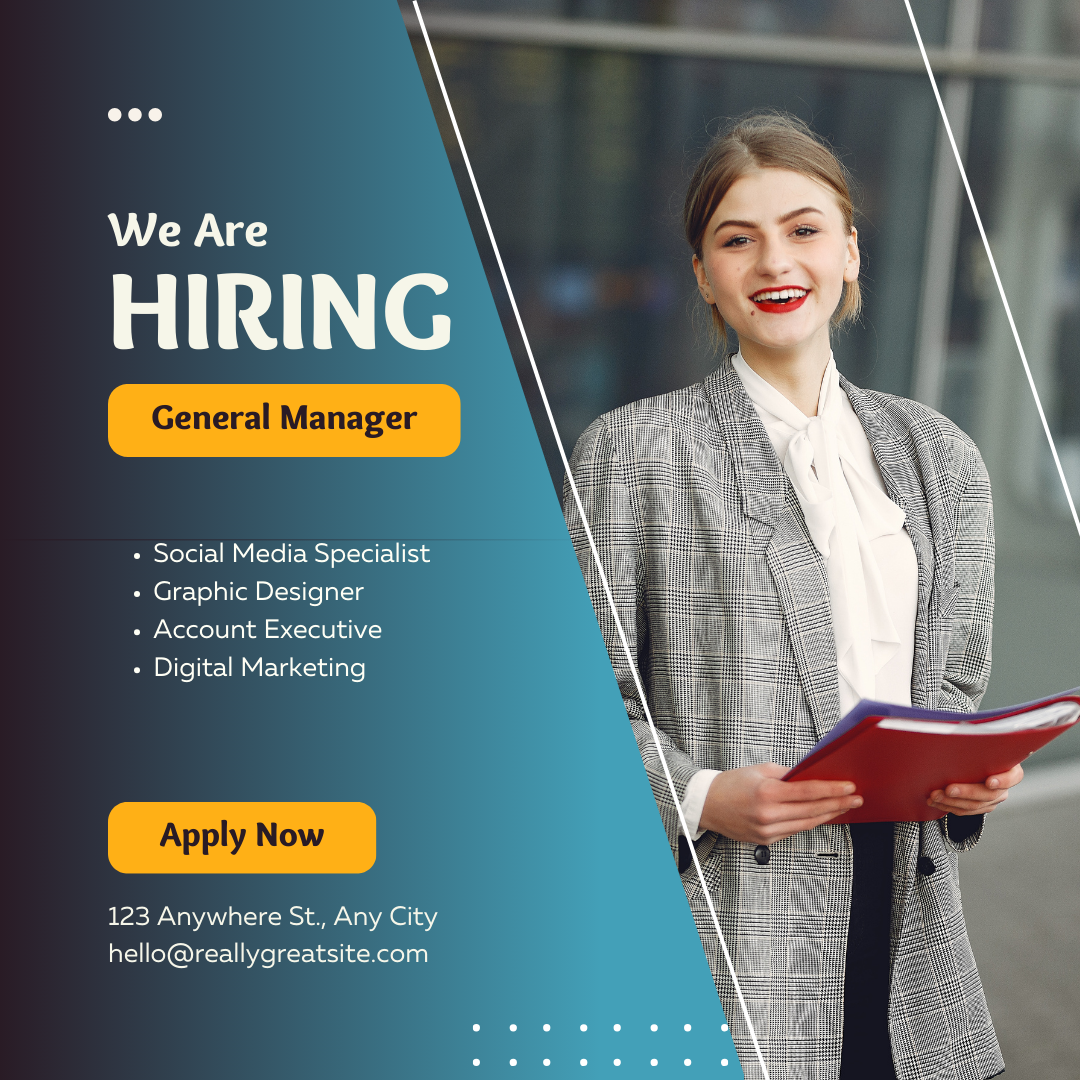 We Are
HIRING
General Manager
• Social Media Specialist
• Graphic Designer
• Account Executive
• Digital Marketing
Apply Now
123 Anywhere St., Any City
hello@reallygreatsite.com